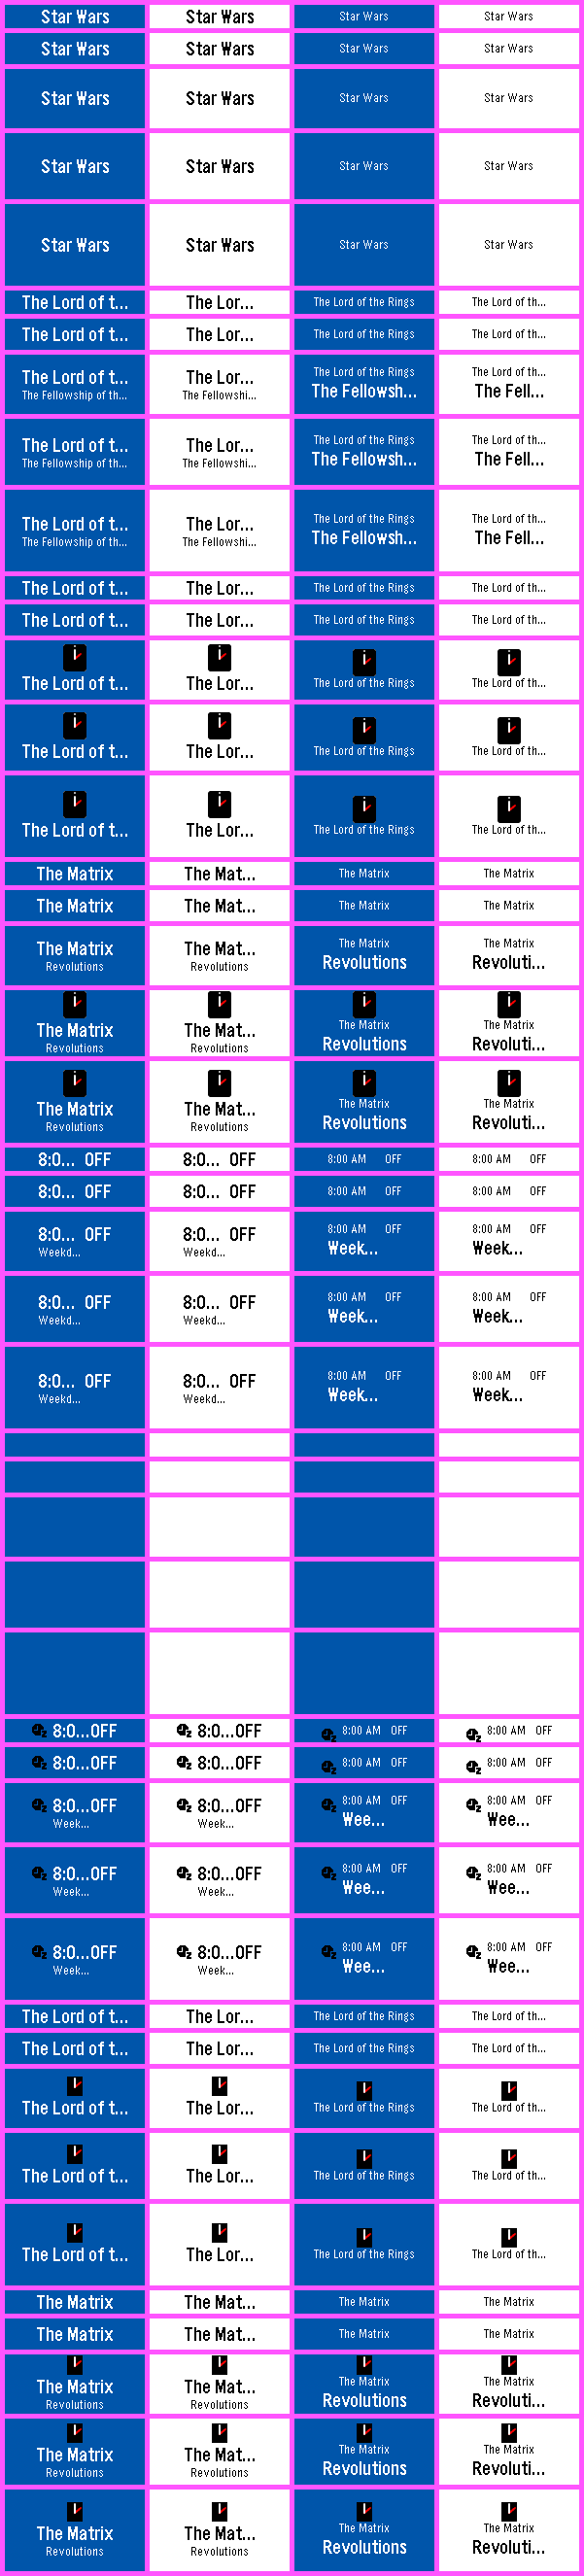 Star Wars Star Wars Star Wars Star Wars
Star Wars Star Wars Star Wars Star Wars
Star Wars Star Wars Star Wars Star Wars
Star Wars Star Wars Star Wars Star Wars
Star Wars Star Wars Star Wars Star Wars
The Lord of t... The Lor... The Lord of the Rings The Lord of th...
The Lord of t... The Lor... The Lord of the Rings The Lord of th...
The Lord of t... The Lor... The Lord of the Rings The Lord of th...
The Fellowship of th... The Fellowshi... The Fellowsh... The Fell...
The Lord of t... The Lor... The Lord of the Rings The Lord of th...
The Fellowship of th... The Fellowshi... The Fellowsh... The Fell...
The Lord of t... The Lor... The Lord of the Rings The Lord of th...
The Fellowship of th... The Fellowshi... The Fellowsh... The Fell...
The Lord of t... The Lor... The Lord of the Rings The Lord of th...
The Lord of t... The Lor... The Lord of the Rings The Lord of th...
The Lord of t... The Lor... The Lord of the Rings The Lord of th...
The Lord of t... The Lor... The Lord of the Rings The Lord of th...
The Lord of t... The Lor... The Lord of the Rings The Lord of th...
The Matrix The Mat... The Matrix The Matrix
The Matrix The Mat... The Matrix The Matrix
The Matrix The Mat... The Matrix The Matrix
Revolutions Revolutions Revolutions Revoluti...
The Matrix The Mat... The Matrix The Matrix
Revolutions Revolutions Revolutions Revoluti...
The Matrix The Mat... The Matrix The Matrix
Revolutions Revolutions Revolutions Revoluti...
8:0... OFF 8:0... OFF 8:00 AM OFF 8:00 AM OFF
8:0... OFF 8:0... OFF 8:00 AM OFF 8:00 AM OFF
8:0... OFF 8:0... OFF 8:00 AM OFF 8:00 AM OFF
Weekd... Weekd... Week... Week...
8:0... OFF 8:0... OFF 8:00 AM OFF 8:00 AM OFF
Weekd... Weekd... Week... Week...
8:0... OFF 8:0... OFF 8:00 AM OFF 8:00 AM OFF
Weekd... Weekd... Week... Week...
8:0...OFF 8:0...OFF 8:00 AM OFF 8:00 AM OFF
8:0...OFF 8:0...OFF 8:00 AM OFF 8:00 AM OFF
8:0...OFF 8:0...OFF 8:00 AM OFF 8:00 AM OFF
Week... Week... Wee... Wee...
8:0...OFF 8:0...OFF 8:00 AM OFF 8:00 AM OFF
Week... Week... Wee... Wee...
8:0...OFF 8:0...OFF 8:00 AM OFF 8:00 AM OFF
Week... Week... Wee... Wee...
The Lord of t... The Lor... The Lord of the Rings The Lord of th...
The Lord of t... The Lor... The Lord of the Rings The Lord of th...
The Lord of t... The Lor... The Lord of the Rings The Lord of th...
The Lord of t... The Lor... The Lord of the Rings The Lord of th...
The Lord of t... The Lor... The Lord of the Rings The Lord of th...
The Matrix The Mat... The Matrix The Matrix
The Matrix The Mat... The Matrix The Matrix
The Matrix The Mat... The Matrix The Matrix
Revolutions Revolutions Revolutions Revoluti...
The Matrix The Mat... The Matrix The Matrix
Revolutions Revolutions Revolutions Revoluti...
The Matrix The Mat... The Matrix The Matrix
Revolutions Revolutions Revolutions Revoluti...